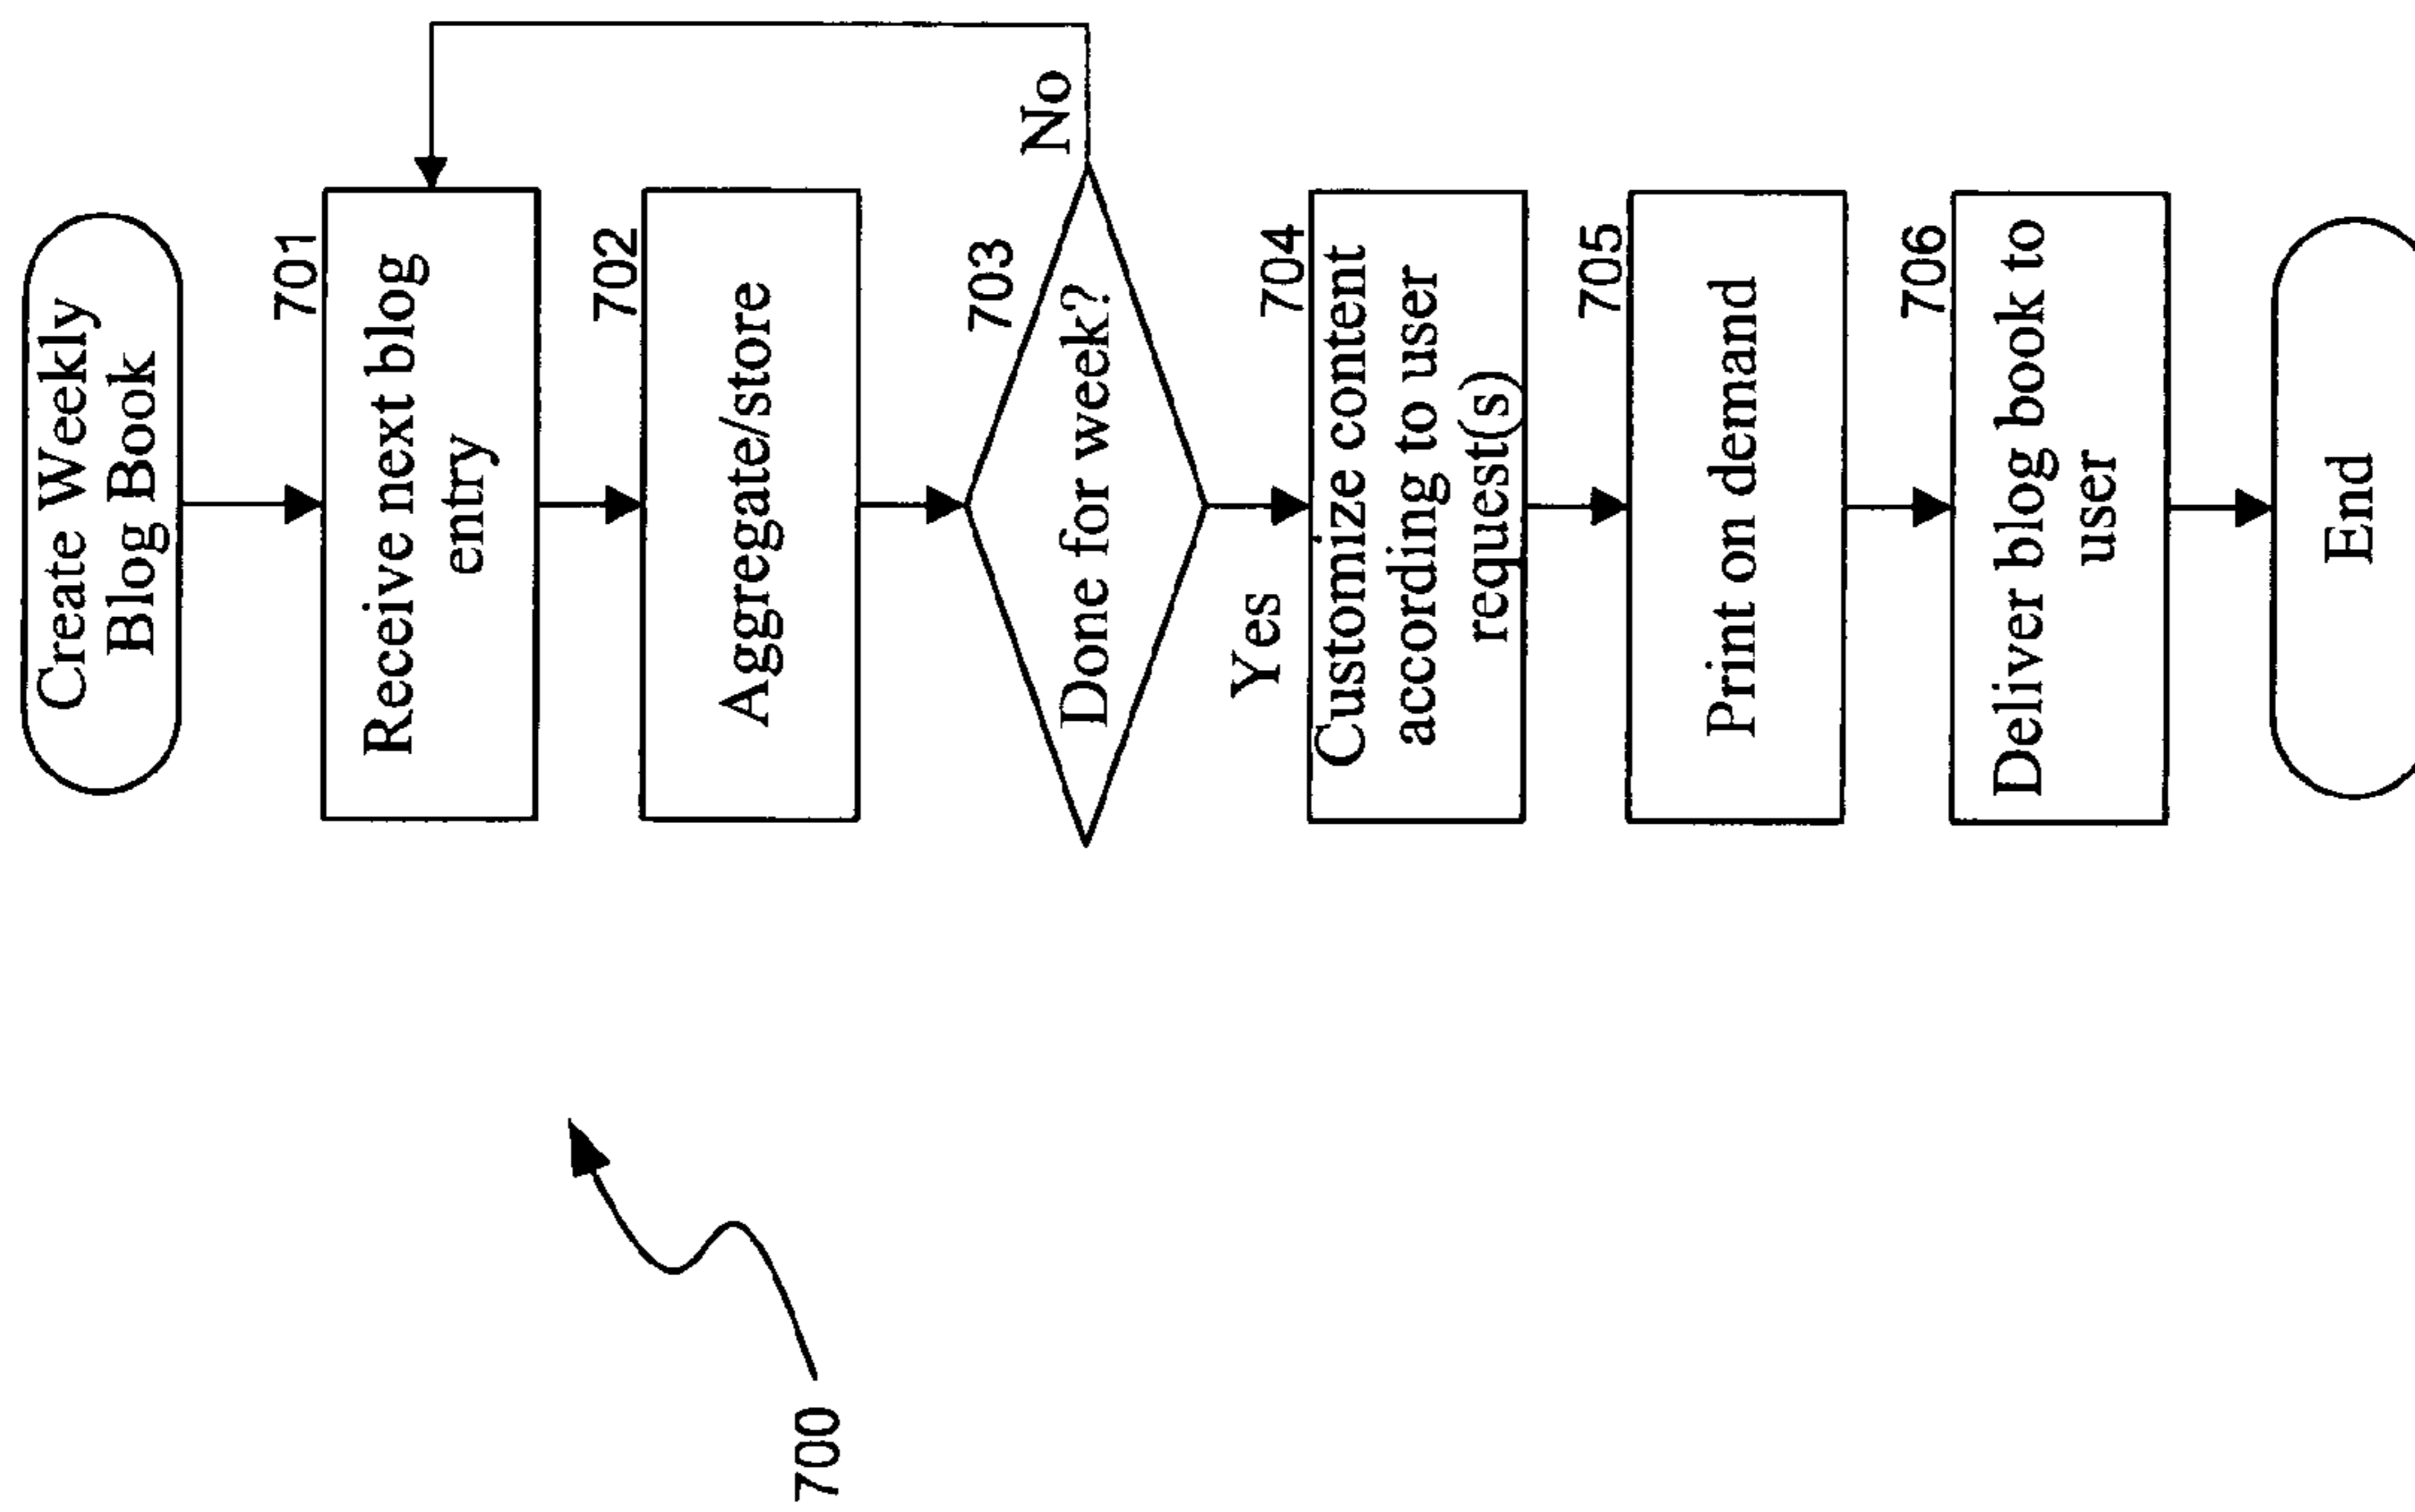 Create Weekly
Blog Book
701
Receive next blog
entry
702
Aggregate/store
703
Done for week?
No
Yes
704
Customize content
according to user
request(s)
705
Print on demand
706
Deliver blog book to
user
End
700